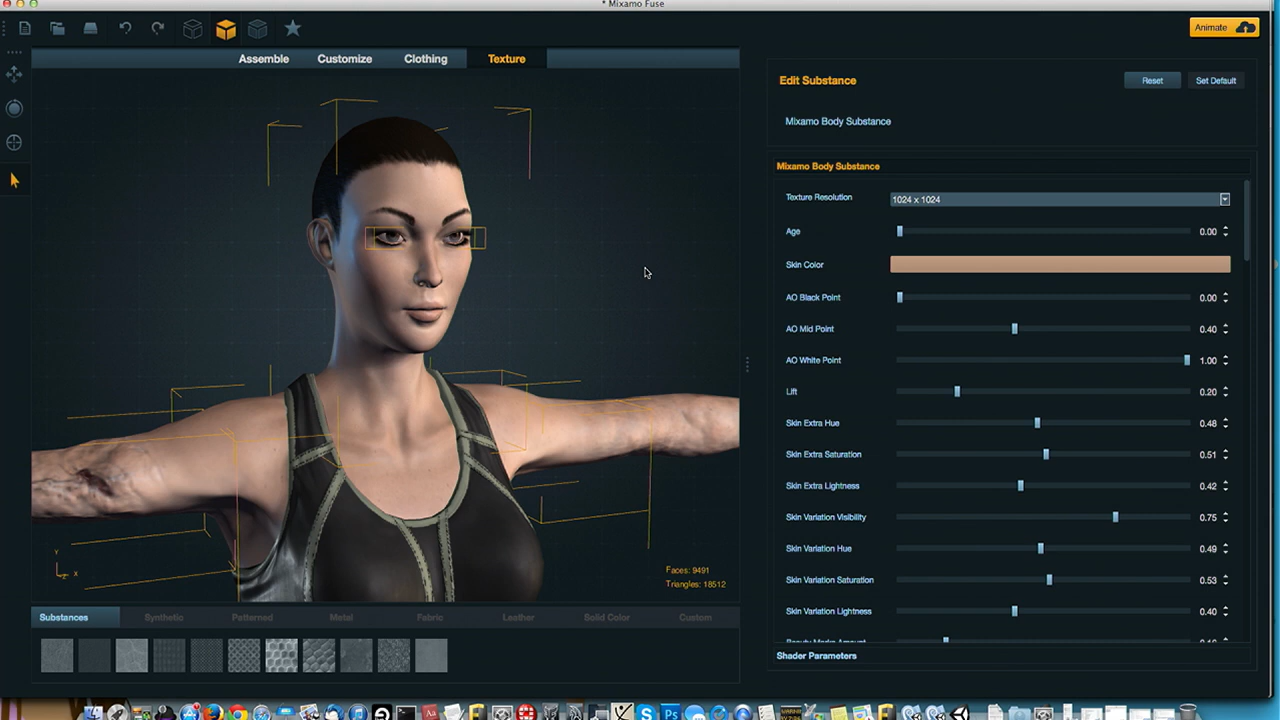 * Mixamo Fuse
Animate
Assemble Customize Clothing Texture
Edit Substance
Reset
Set Default
Mixamo Body Substance
Mixamo Body Substance
Texture Resolution 1024 x 1024
Age 0.00
Skin Color
AO Black Point 0.00
AO Mid Point 0.40
AO White Point 1.00
Lift 0.20
Skin Extra Hue 0.48
Skin Extra Saturation 0.51
Skin Extra Lightness 0.42
Skin Variation Visibility 0.75
Skin Variation Hue 0.49
Skin Variation Saturation 0.53
Skin Variation Lightness 0.40
Beauty Marks Amount
Shader Parameters
Y
Z X
Faces: 9491
Triangles: 18512
Substances Synthetic Patterned Metal Fabric Leather Solid Color Custom